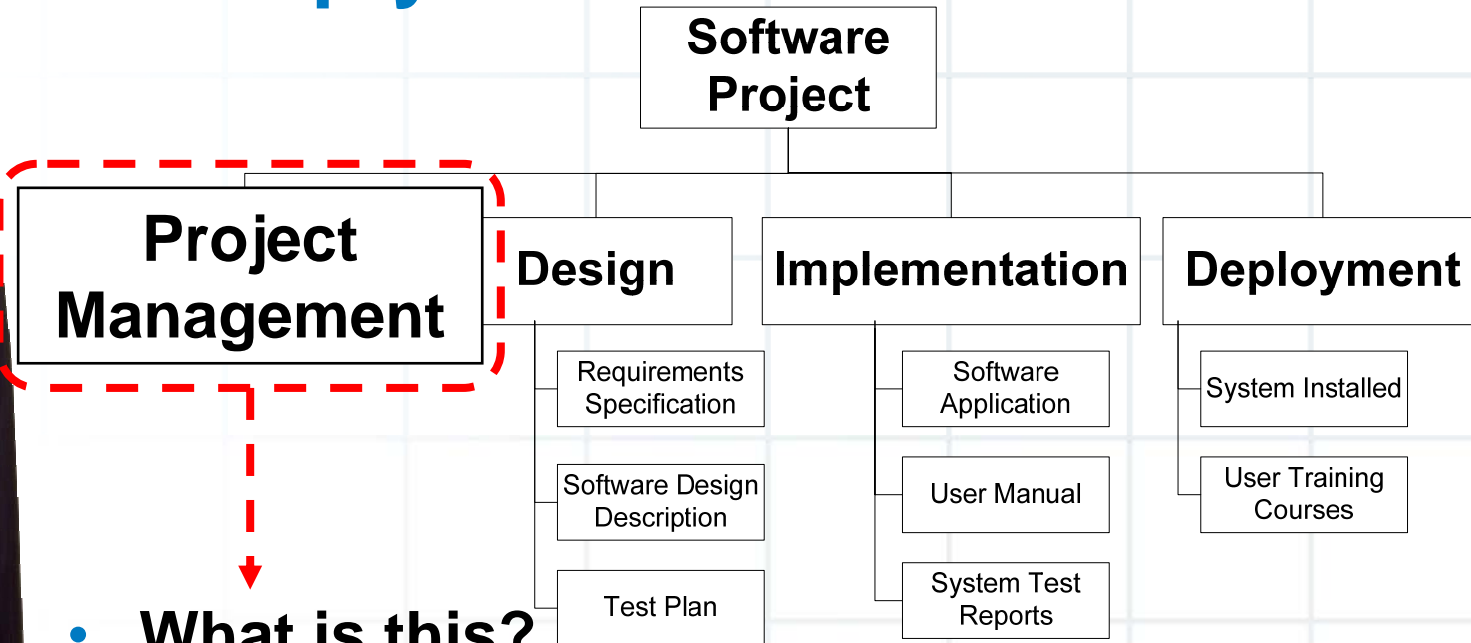 Software
Project
Project
Management
Design
Implementation
Deployment
Requirements
Specification
Software Design
Description
Test Plan
Software
Application
User Manual
System Test
Reports
System Installed
User Training
Courses
• What is this?